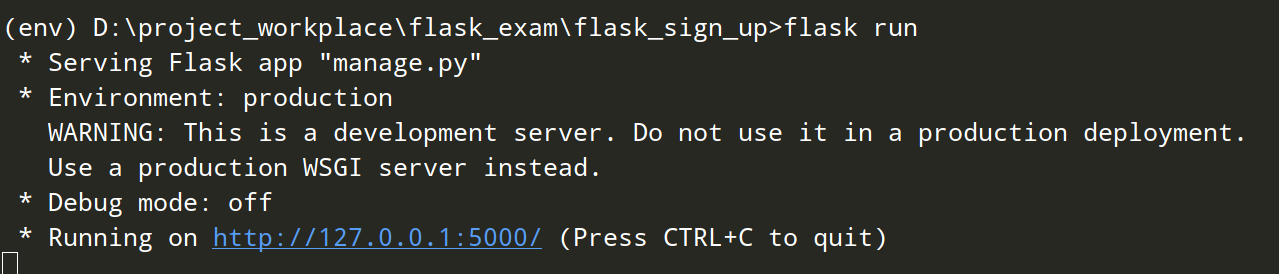 (env) D:\project_workplace\flask_exam\flask_sign_up>flask run
* Serving Flask app "manage.py"
* Environment: production
WARNING: This is a development server. Do not use it in a production deployment.
Use a production WSGI server instead.
* Debug mode: off
* Running on http://127.0.0.1:5000/ (Press CTRL+C to quit)